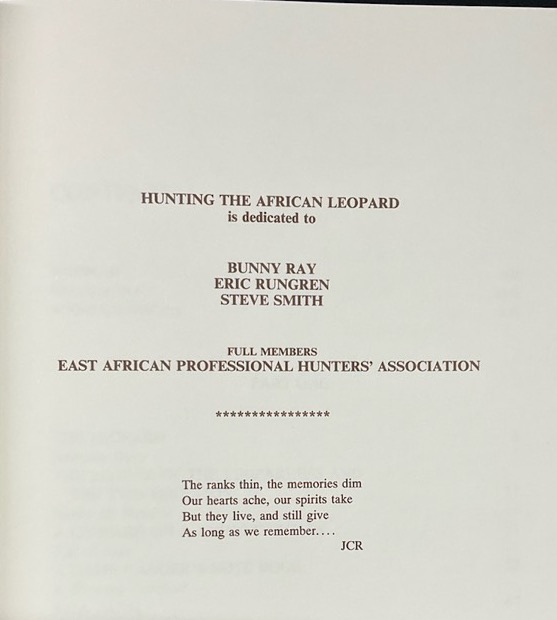 HUNTING THE AFRICAN LEOPARD
is dedicated to
BUNNY RAY
ERIC RUNGREN
STEVE SMITH
FULL MEMBERS
EAST AFRICAN PROFESSIONAL HUNTERS' ASSOCIATION
****************
The ranks thin, the memories dim
Our hearts ache, our spirits take
But they live, and still give
As long as we remember....
JCR